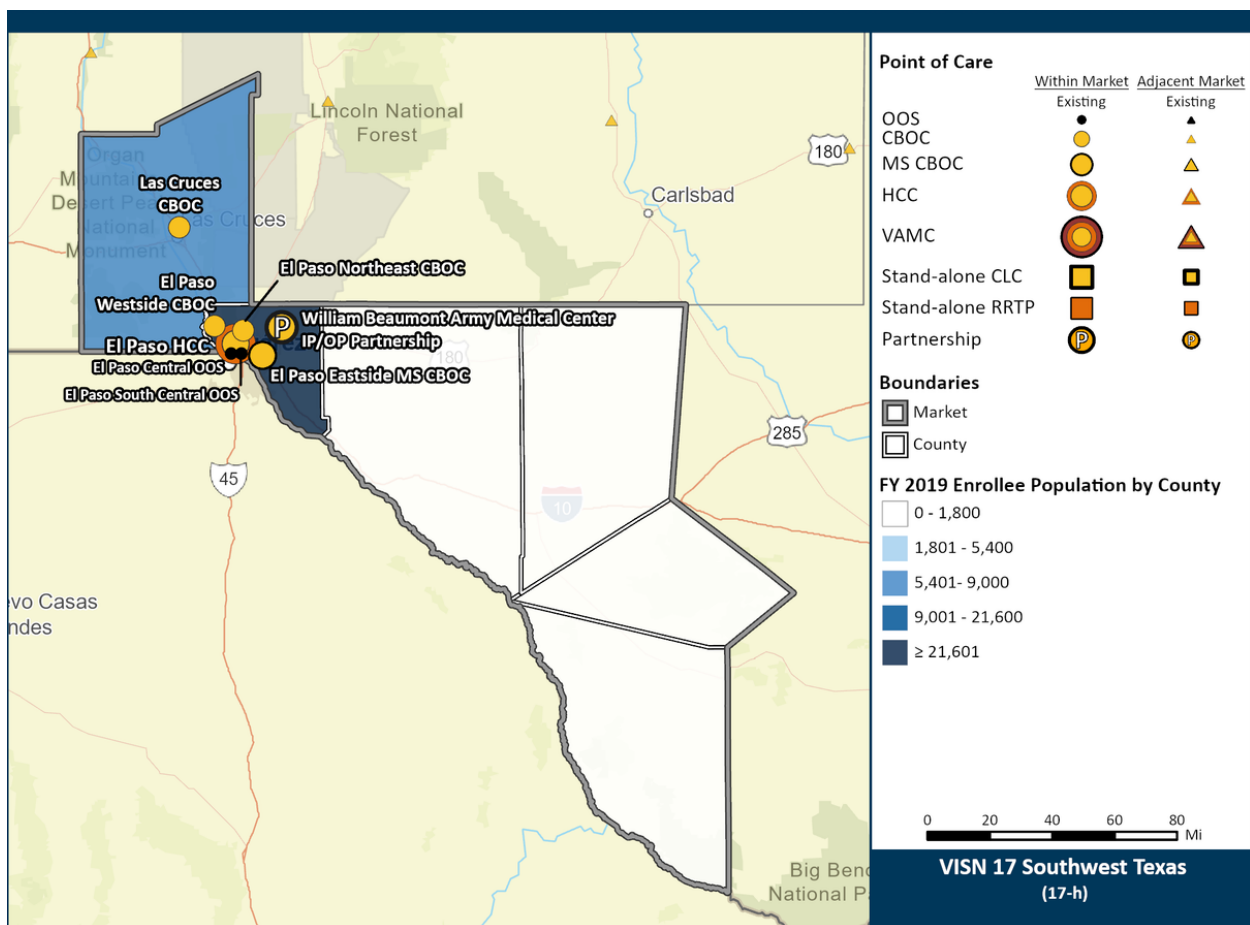 Lincoln National
Forest
180
Carlsbad
Organ
Mountain
Desert Pea
National
Monument
Las Cruces
CBOC
as Cruces
El Paso Northeast CBOC
El Paso
Westside CBOC
William Beaumont Army Medical Center
IP/OP Partnership
P
El Paso HCC
180
El Paso Central OOS
El Paso Eastside MS CBOC
El Paso South Central OOS
285
45
10
evo Casas
ndes
Big Bend
National Pa
Point of Care
Within Market Adjacent Market
Existing Existing
OOS
CBOC
MS CBOC
HCC
VAMC
Stand-alone CLC
Stand-alone RRTP
Partnership P P
Boundaries
Market
County
FY 2019 Enrollee Population by County
0 - 1,800
1,801 - 5,400
5,401- 9,000
9,001 - 21,600
≥ 21,601
0 20 40 60 80
Mi
VISN 17 Southwest Texas
(17-h)